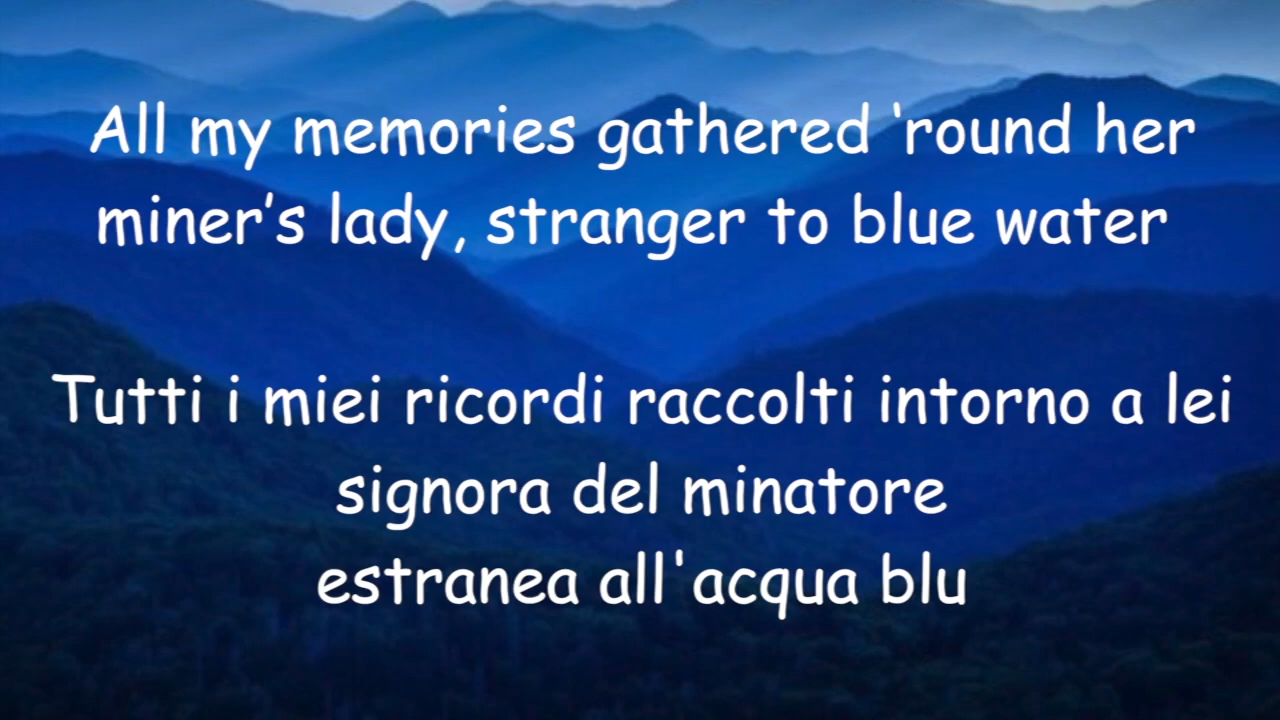 All my memories gathered ‘round her
miner’s lady, stranger to blue water
Tutti i miei ricordi raccolti intorno a lei
signora del minatore
estranea all'acqua blu